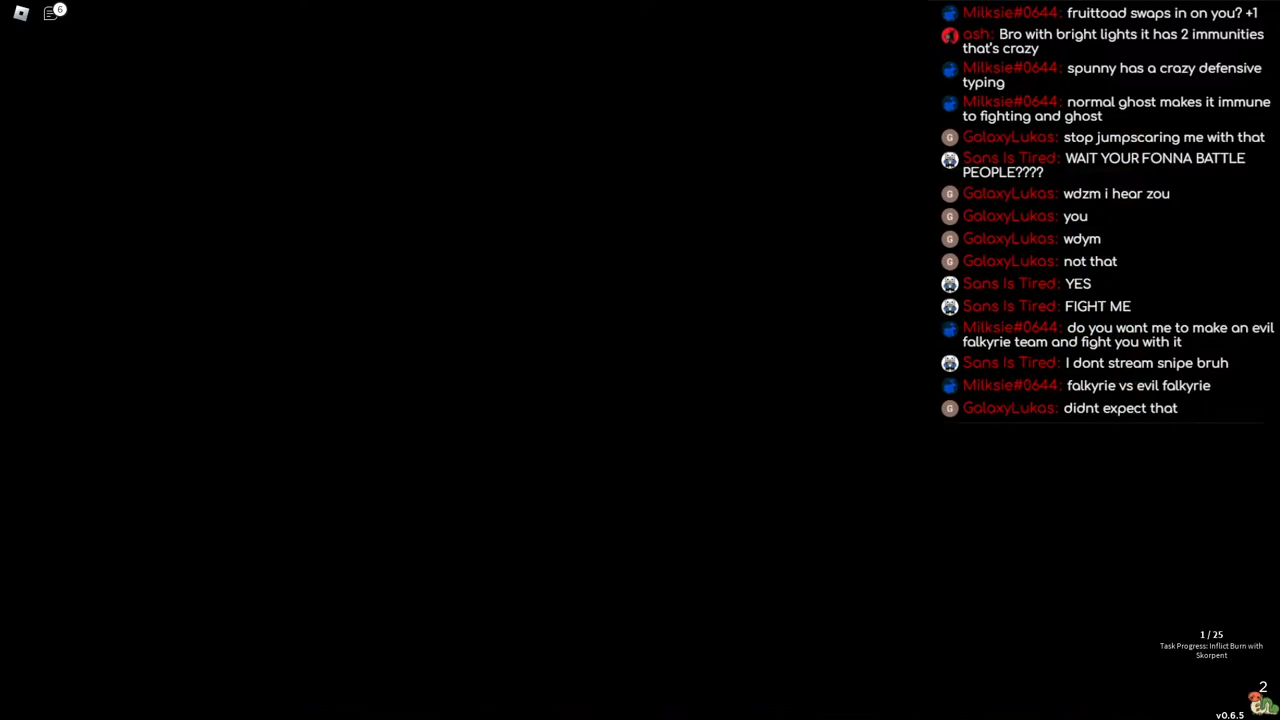 6
Milksie#0644: fruittoad swaps in on you? +1
ash: Bro with bright lights it has 2 immunities
that's crazy
Milksie#0644: spunny has a crazy defensive
typing
Milksie#0644: normal ghost makes it immune
to fighting and ghost
G GalaxyLukas: stop jumpscaring me with that
Sans Is Tired: WAIT YOUR FONNA BATTLE
PEOPLE????
G GalaxyLukas: wdzm i hear zou
G GalaxyLukas: you
G GalaxyLukas: wdym
G GalaxyLukas: not that
Sans Is Tired: YES
Sans Is Tired: FIGHT ME
Milksie#0644: do you want me to make an evil
falkyrie team and fight you with it
Sans Is Tired: I dont stream snipe bruh
Milksie#0644: falkyrie vs evil falkyrie
G GalaxyLukas: didnt expect that
1 / 25
Task Progress: Inflict Burn with
Skorpent
2
v0.6.5